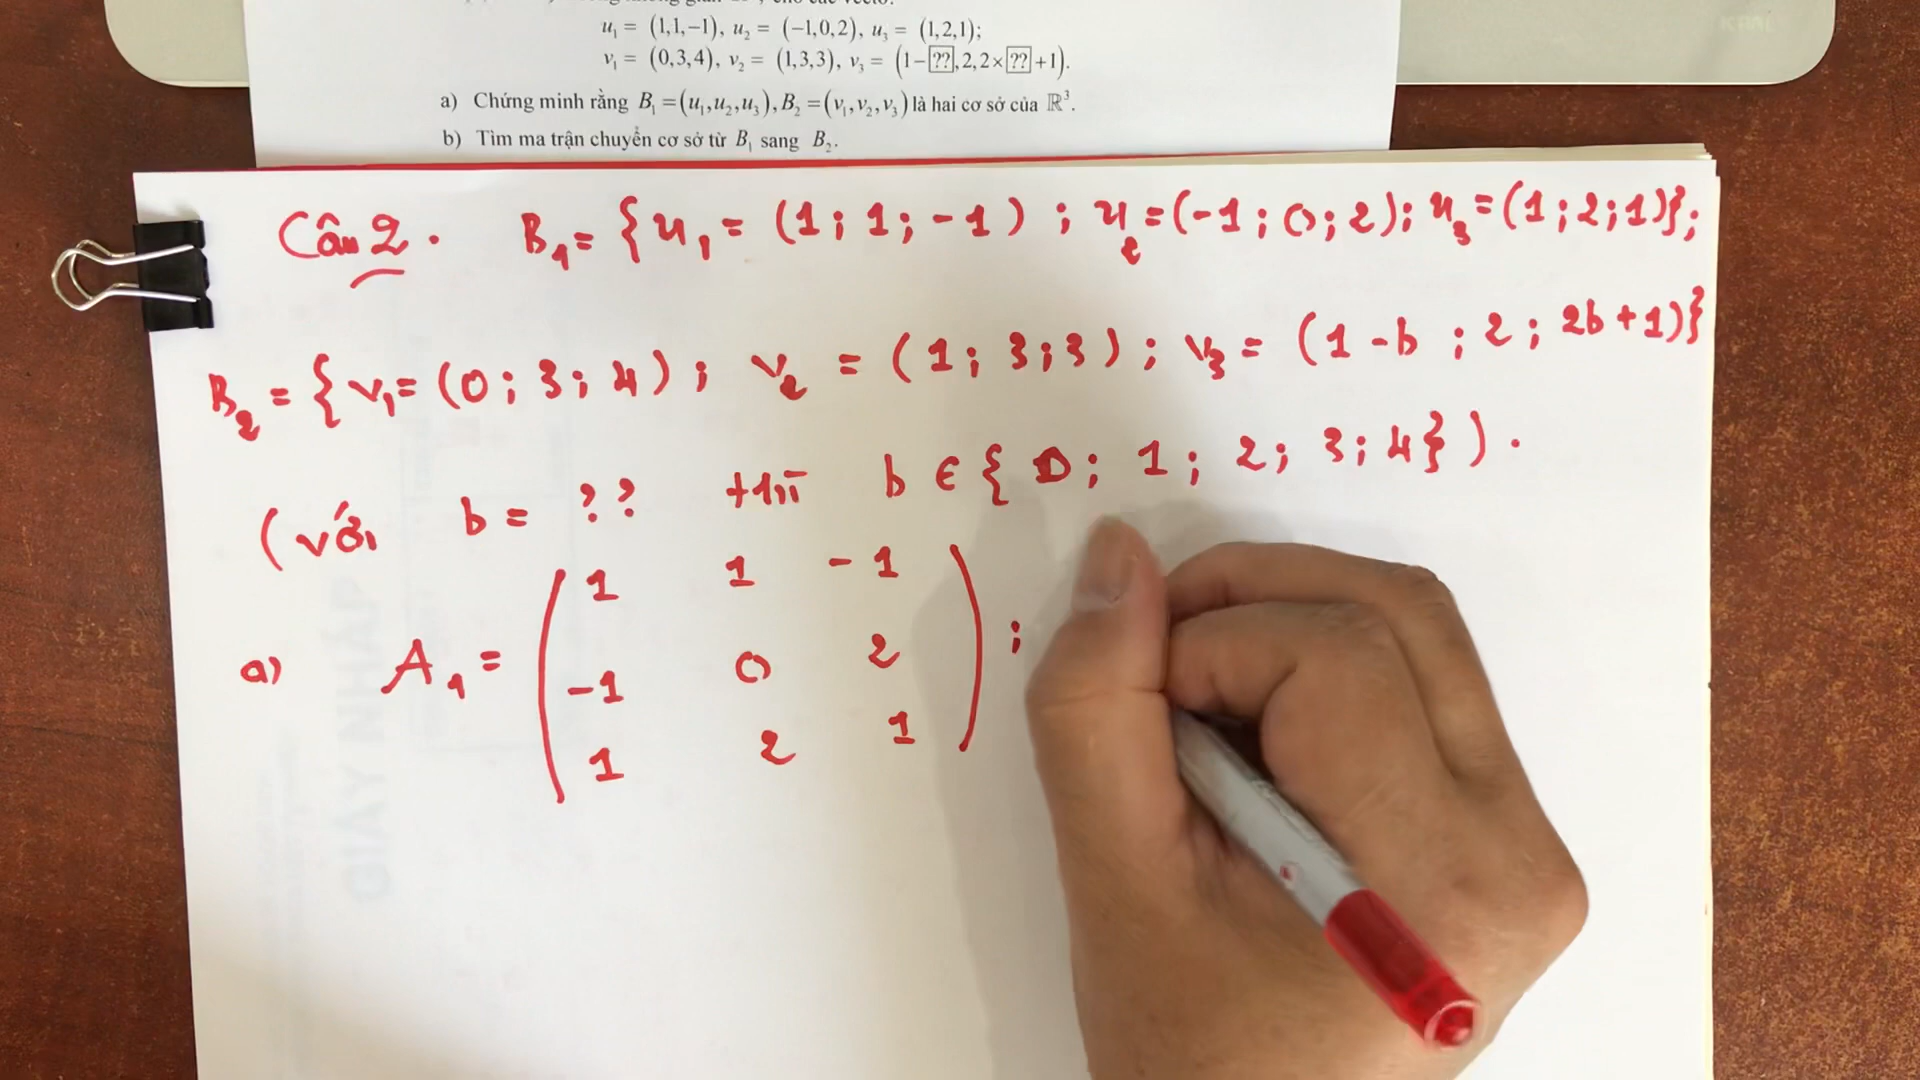 u₁ = (1,1,−1), u₂ = (−1,0,2), u₃ = (1,2,1);
v₁ = (0,3,4), v₂ = (1,3,3), v₃ = (1−??,2,2×??+1).
a) Chứng minh rằng B₁=(u₁,u₂,u₃),B₂=(v₁,v₂,v₃) là hai cơ sở của ℝ³.
b) Tìm ma trận chuyển cơ sở từ B₁ sang B₂.
Câu 2. B₁= {u₁ = (1; 1; -1); u₂=(-1; 0; 2); u₃=(1;2;1)};
B₂ = {v₁= (0; 3; 4); v₂ = (1; 3; 3); v₃ = (1-b; 2; 2b+1)}
(với b = ?? thì b ∈ {0; 1; 2; 3; 4}).
1 1 -1
a) A₁ = -1 0 2 ;
1 2 1
GIẤY NHÁP